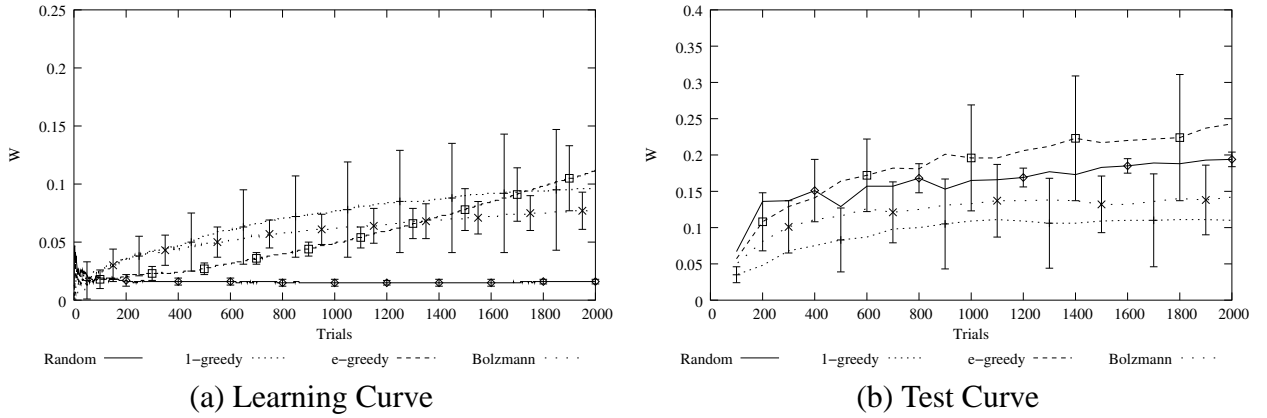 0.25
0.2
0.15
0.1
0.05
0
W
0 200 400 600 800 1000 1200 1400 1600 1800 2000
Trials
Random 1-greedy e-greedy Bolzmann
(a) Learning Curve
0.4
0.35
0.3
0.25
0.2
0.15
0.1
0.05
0
W
0 200 400 600 800 1000 1200 1400 1600 1800 2000
Trials
Random 1-greedy e-greedy Bolzmann
(b) Test Curve